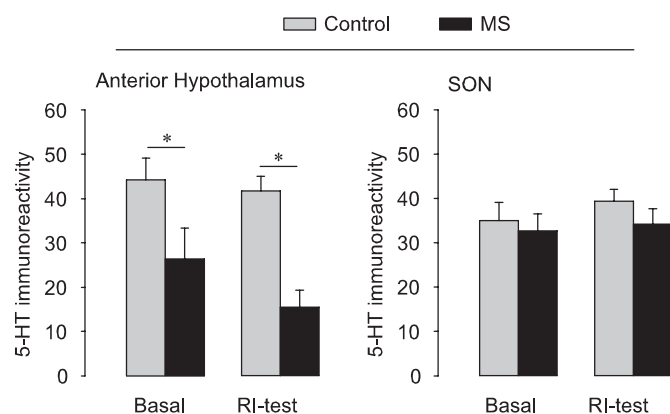 Control MS
Anterior Hypothalamus
5-HT immunoreactivity
60
50
40
30
20
10
0
*
*
Basal RI-test
SON
5-HT immunoreactivity
60
50
40
30
20
10
0
Basal RI-test